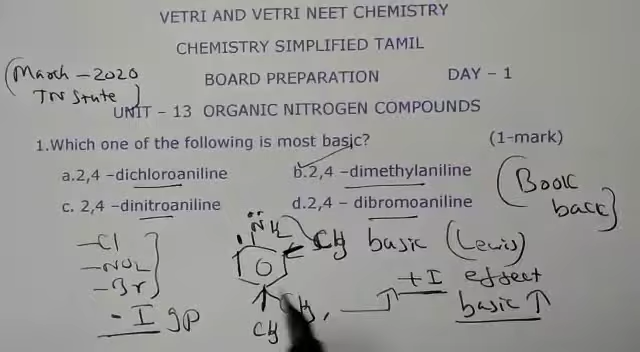 VETRI AND VETRI NEET CHEMISTRY
CHEMISTRY SIMPLIFIED TAMIL
(March - 2020
TN State)
BOARD PREPARATION DAY – 1
UNIT – 13 ORGANIC NITROGEN COMPOUNDS
1.Which one of the following is most basic? (1-mark)
a.2,4 –dichloroaniline b.2,4 –dimethylaniline
c. 2,4 –dinitroaniline d.2,4 – dibromoaniline
(Book
back)
-Cl
-NO2
-Br
-I gp
CH3 basic (Lewis)
+I effect
basic ↑
CH3